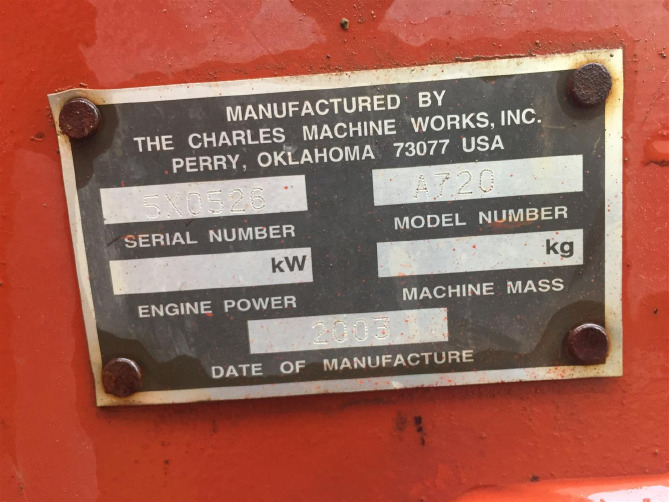 MANUFACTURED BY
THE CHARLES MACHINE WORKS, INC.
PERRY, OKLAHOMA 73077 USA
5X0526 A720
SERIAL NUMBER MODEL NUMBER
kW kg
ENGINE POWER MACHINE MASS
2003
DATE OF MANUFACTURE